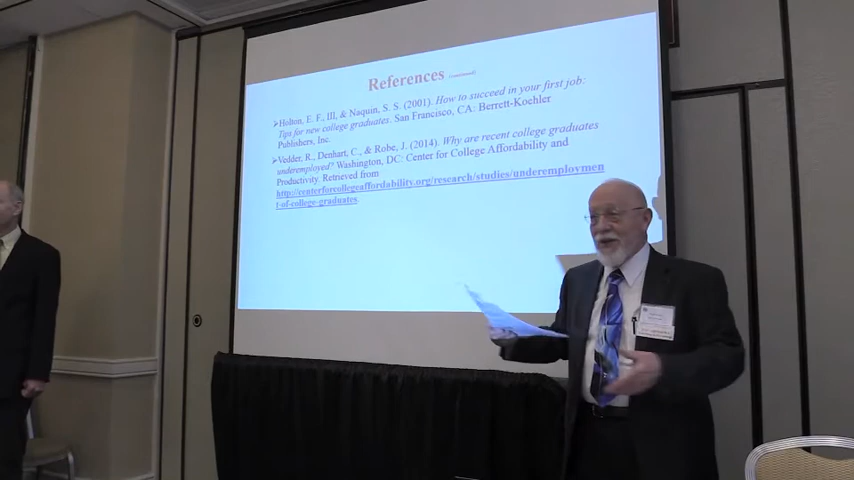 References (continued)
➢Holton, E. F., III, & Naquin, S. S. (2001). How to succeed in your first job:
Tips for new college graduates. San Francisco, CA: Berrett-Koehler
Publishers, Inc.
➢Vedder, R., Denhart, C., & Robe, J. (2014). Why are recent college graduates
underemployed? Washington, DC: Center for College Affordability and
Productivity. Retrieved from
http://centerforcollegeaffordability.org/research/studies/underemploymen
t-of-college-graduates.